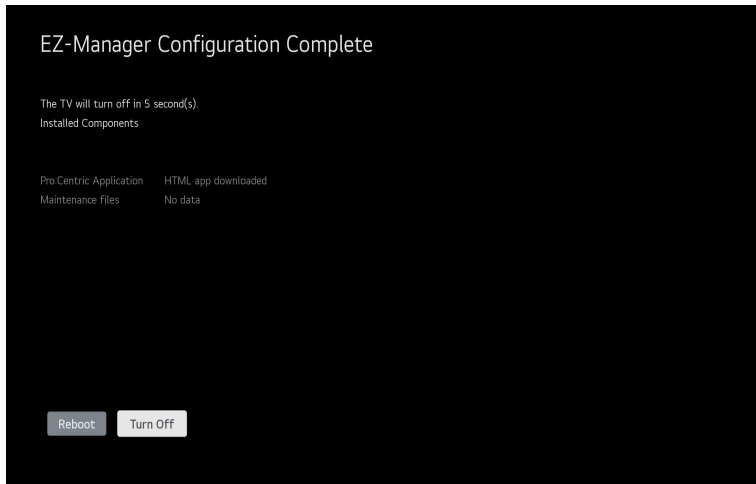 EZ-Manager Configuration Complete
The TV will turn off in 5 second(s).
Installed Components
Pro:Centric Application HTML app downloaded
Maintenance files No data
Reboot Turn Off